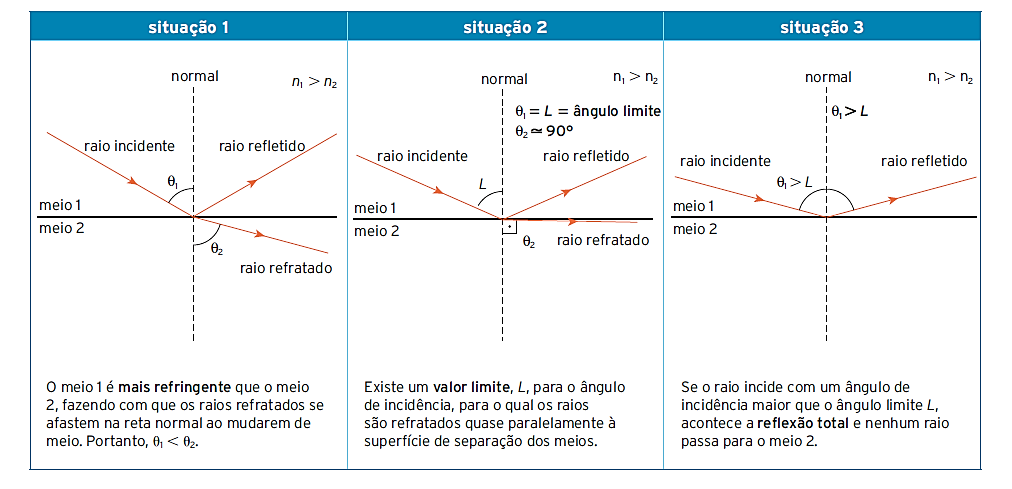 situação 1
normal
n₁ > n₂
raio incidente
raio refletido
θ₁
meio 1
meio 2
θ₂
raio refratado
O meio 1 é mais refringente que o meio
2, fazendo com que os raios refratados se
afastem na reta normal ao mudarem de
meio. Portanto, θ₁ < θ₂.
situação 2
normal
n₁ > n₂
θ₁ = L = ângulo limite
θ₂ ≃ 90°
raio incidente
raio refletido
L
meio 1
meio 2
θ₂
raio refratado
Existe um valor limite, L, para o ângulo
de incidência, para o qual os raios
são refratados quase paralelamente à
superfície de separação dos meios.
situação 3
normal
n₁ > n₂
θ₁ > L
raio incidente
raio refletido
θ₁ > L
meio 1
meio 2
Se o raio incide com um ângulo de
incidência maior que o ângulo limite L,
acontece a reflexão total e nenhum raio
passa para o meio 2.